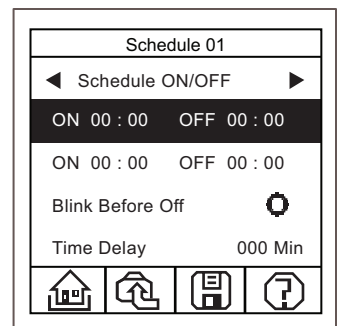 Schedule 01
◀ Schedule ON/OFF ▶
ON 00 : 00 OFF 00 : 00
ON 00 : 00 OFF 00 : 00
Blink Before Off O
Time Delay 000 Min
?